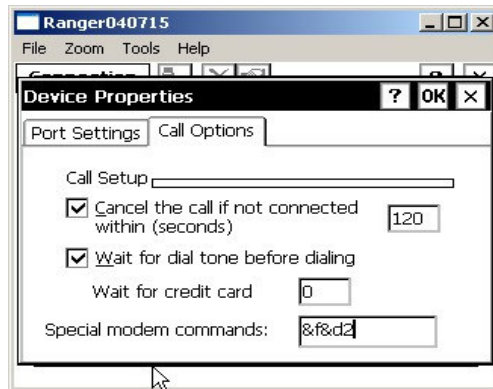 Ranger040715
File Zoom Tools Help
Device Properties ? OK ×
Port Settings Call Options
Call Setup
Cancel the call if not connected within (seconds) 120
Wait for dial tone before dialing
Wait for credit card 0
Special modem commands: &f&d2